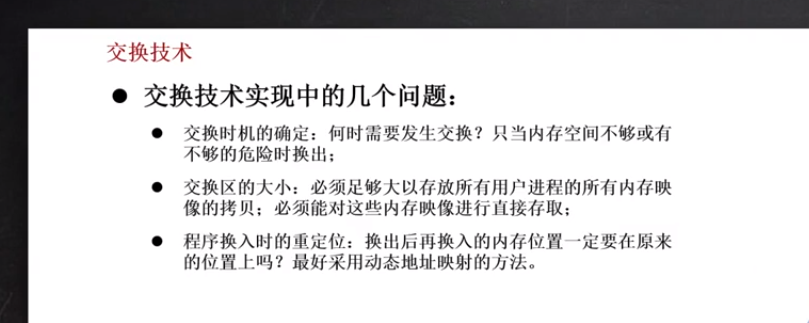 交换技术
● 交换技术实现中的几个问题：
● 交换时机的确定：何时需要发生交换？只当内存空间不够或有
不够的危险时换出；
● 交换区的大小：必须足够大以存放所有用户进程的所有内存映
像的拷贝；必须能对这些内存映像进行直接存取；
● 程序换入时的重定位：换出后再换入的内存位置一定要在原来
的位置上吗？最好采用动态地址映射的方法。